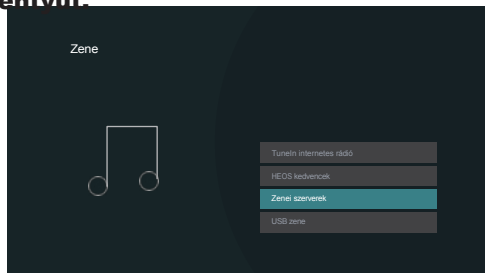 Zene
TuneIn internetes rádió
HEOS kedvencek
Zenei szerverek
USB zene